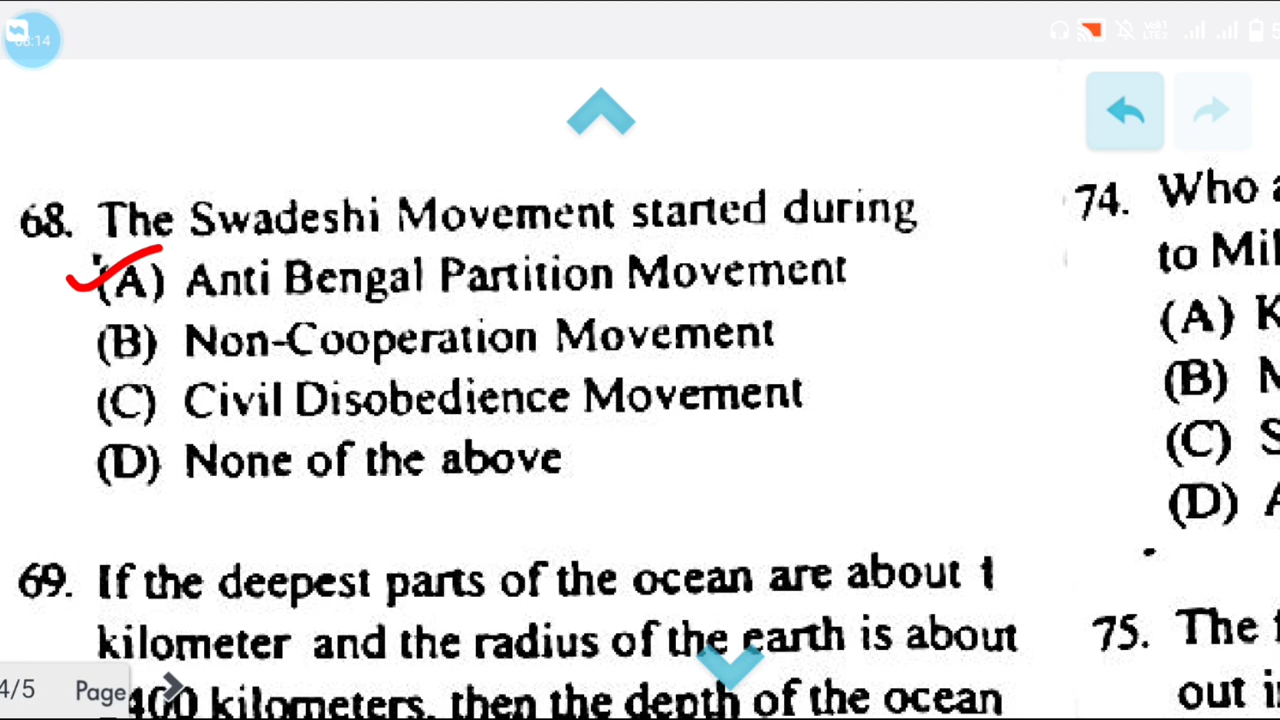 68. The Swadeshi Movement started during
(A) Anti Bengal Partition Movement
(B) Non-Cooperation Movement
(C) Civil Disobedience Movement
(D) None of the above
69. If the deepest parts of the ocean are about 1
kilometer and the radius of the earth is about
400 kilometers, then the depth of the ocean
74. Who
to Mil
(A) K
(B)
(C) S
(D) A
75. The
out i
4/5 Page